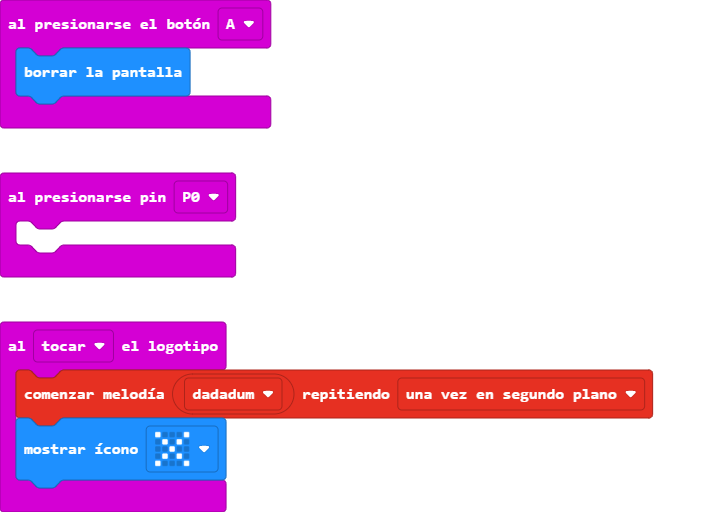 al presionarse el botón A
borrar la pantalla
al presionarse pin P0
al tocar el logotipo
comenzar melodía dadadum repitiendo una vez en segundo plano
mostrar ícono